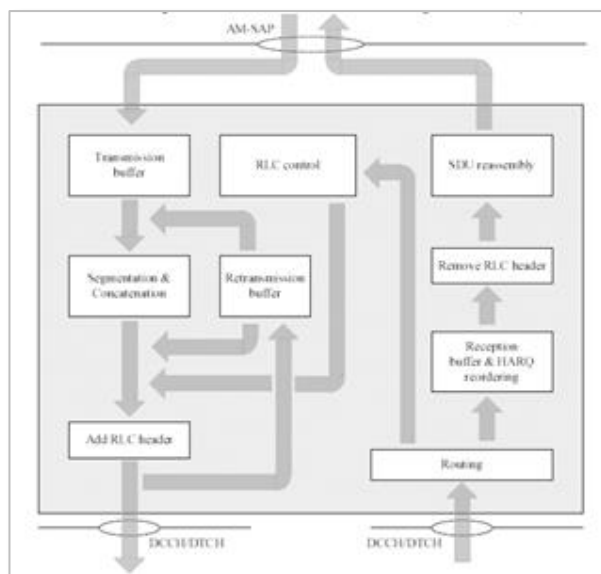 AM-SAP
Transmission
buffer
RLC control
SDU reassembly
Segmentation &
Concatenation
Retransmission
buffer
Remove RLC header
Reception
buffer & HARQ
reordering
Add RLC header
Routing
DCCH/DTCH
DCCH/DTCH